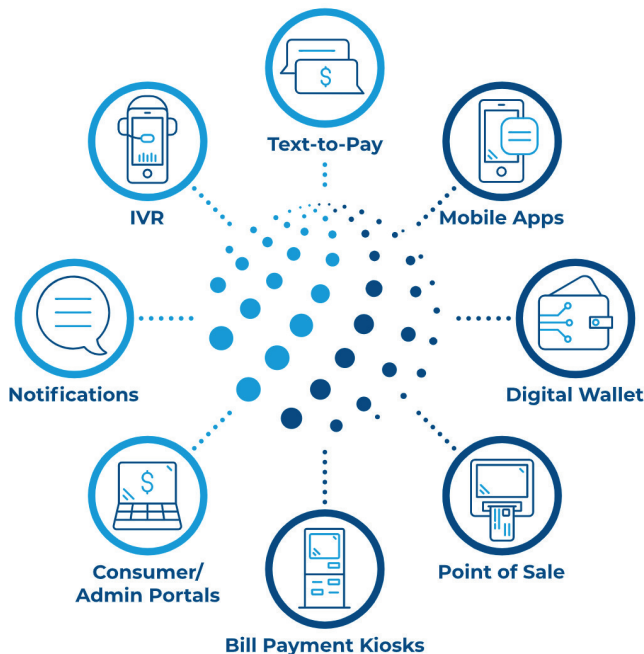 Text-to-Pay
IVR
Mobile Apps
Notifications
Digital Wallet
Consumer/
Admin Portals
Point of Sale
Bill Payment Kiosks